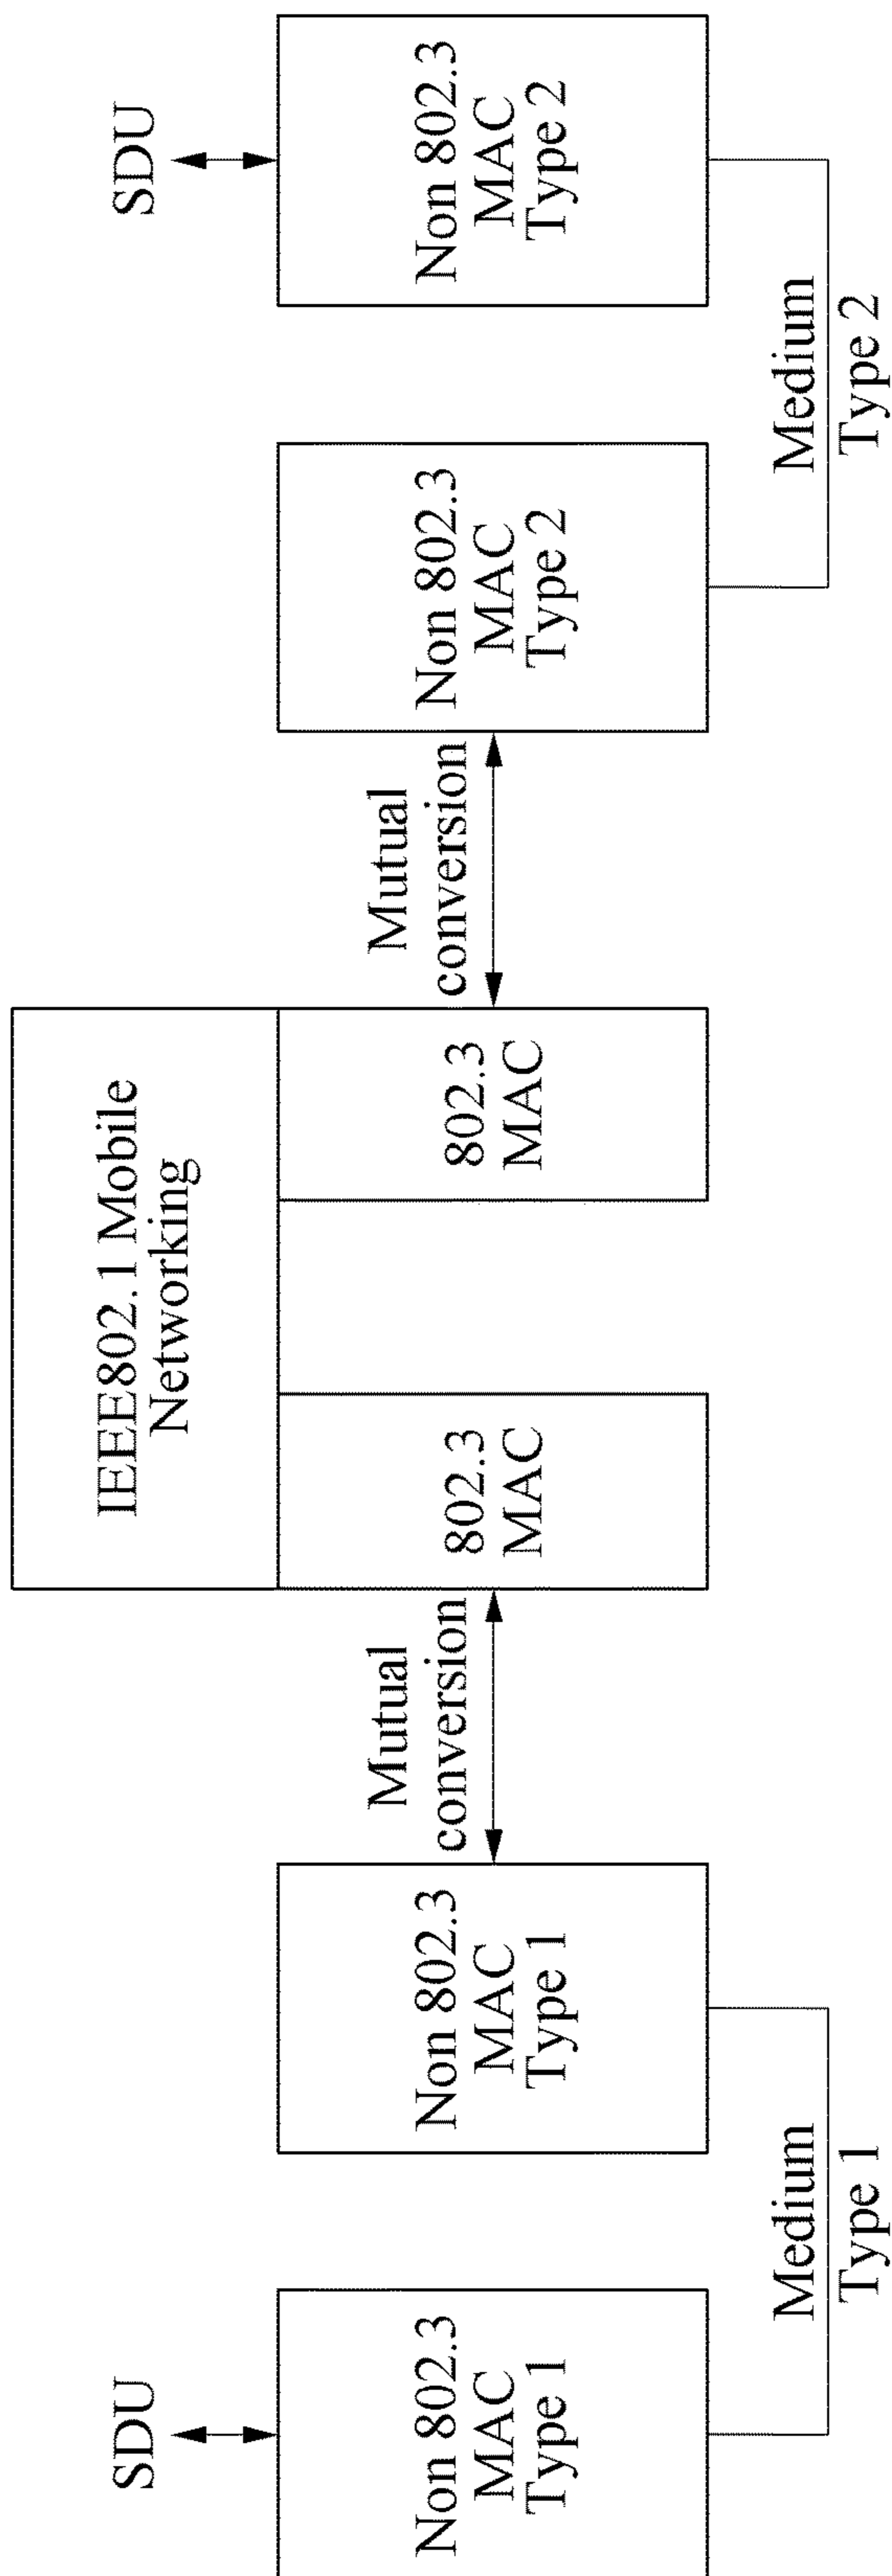 SDU
Non 802.3
MAC
Type 1
Medium
Type 1
Non 802.3
MAC
Type 1
Mutual
conversion
IEEE802.1 Mobile
Networking
802.3
MAC
802.3
MAC
Mutual
conversion
Non 802.3
MAC
Type 2
Medium
Type 2
SDU
Non 802.3
MAC
Type 2